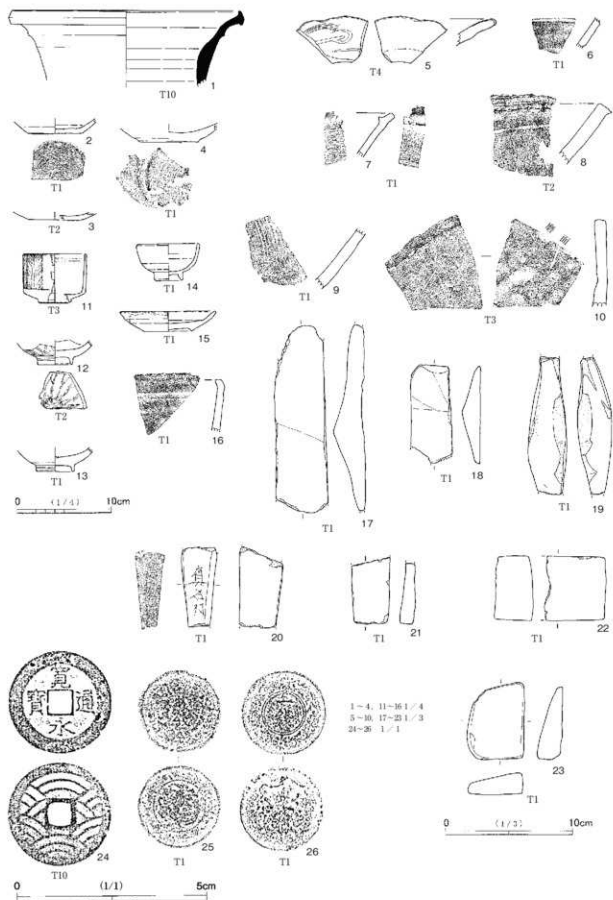 1
T10
2
T1
4
T1
3
T2
5
T4
6
T1
7
T1
8
T2
9
T1
10
T3
11
T3
14
T1
15
T1
12
T2
16
T1
13
T1
17
T1
18
T1
19
T1
0 (1/4) 10cm
20
T1
21
T1
22
T1
寛永通寳
24
T10
25
T1
26
T1
1～4，11～16 1／4
5～10，17～23 1／3
24～26 1／1
23
T1
0 (1/3) 10cm
0 (1/1) 5cm